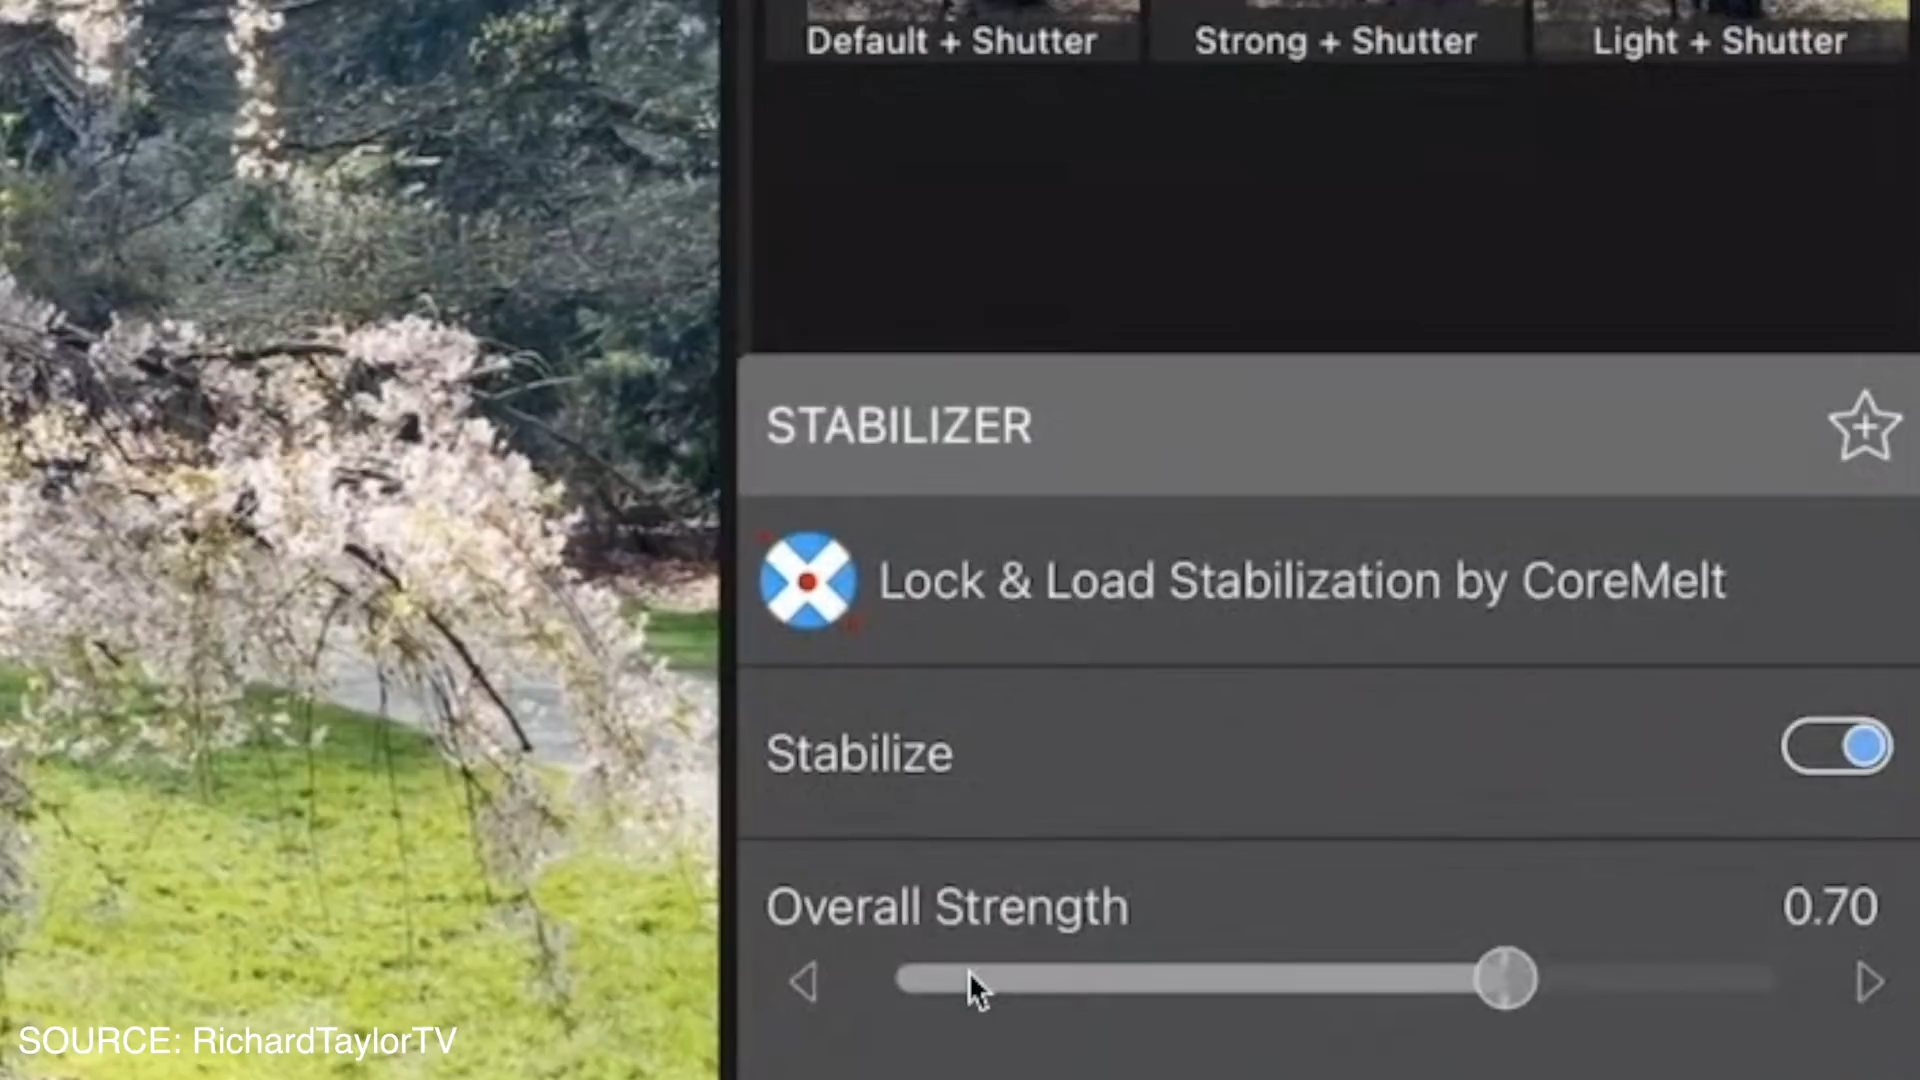 Default + Shutter
Strong + Shutter
Light + Shutter
STABILIZER
Lock & Load Stabilization by CoreMelt
Stabilize
Overall Strength
0.70
SOURCE: RichardTaylorTV